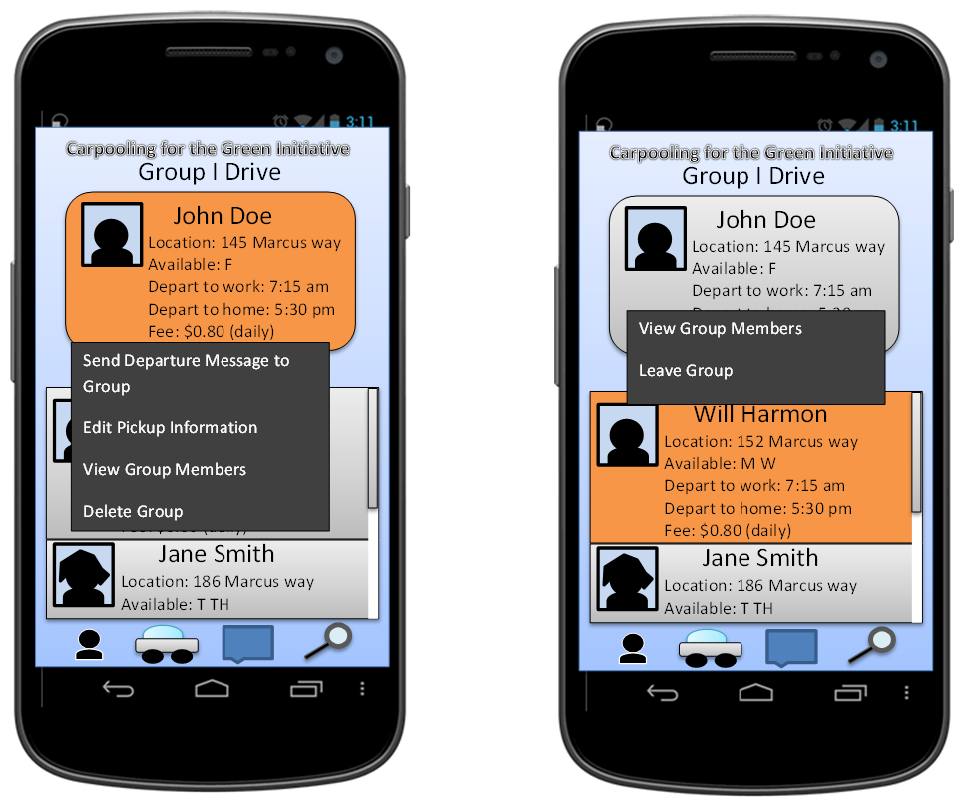 3:11
Carpooling for the Green Initiative
Group I Drive
John Doe
Location: 145 Marcus way
Available: F
Depart to work: 7:15 am
Depart to home: 5:30 pm
Fee: $0.80 (daily)
Send Departure Message to
Group
Edit Pickup Information
View Group Members
Delete Group
Jane Smith
Location: 186 Marcus way
Available: T TH
3:11
Carpooling for the Green Initiative
Group I Drive
John Doe
Location: 145 Marcus way
Available: F
Depart to work: 7:15 am
View Group Members
Leave Group
Will Harmon
Location: 152 Marcus way
Available: M W
Depart to work: 7:15 am
Depart to home: 5:30 pm
Fee: $0.80 (daily)
Jane Smith
Location: 186 Marcus way
Available: T TH